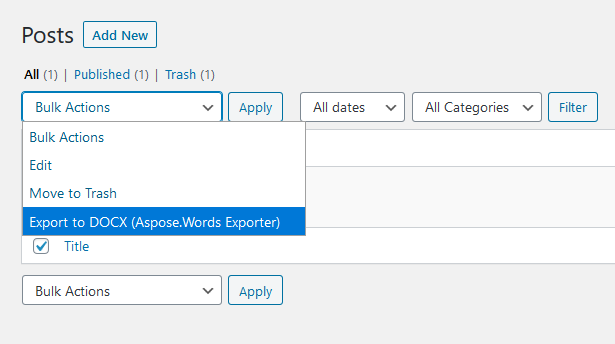 Posts Add New
All (1) | Published (1) | Trash (1)
Bulk Actions Apply All dates All Categories Filter
Bulk Actions
Edit
Move to Trash
Export to DOCX (Aspose.Words Exporter)
Title
Bulk Actions Apply